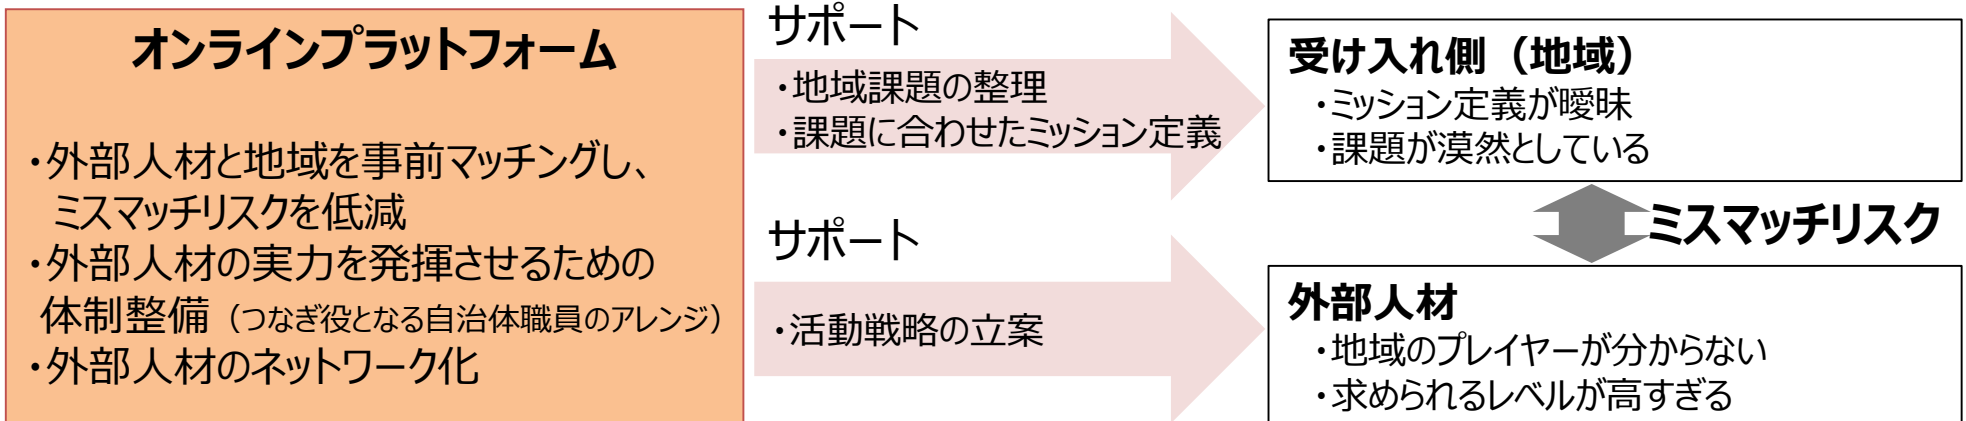 オンラインプラットフォーム
・外部人材と地域を事前マッチングし、
ミスマッチリスクを低減
・外部人材の実力を発揮させるための
体制整備（つなぎ役となる自治体職員のアレンジ）
・外部人材のネットワーク化
サポート
・地域課題の整理
・課題に合わせたミッション定義
サポート
・活動戦略の立案
受け入れ側（地域）
・ミッション定義が曖昧
・課題が漠然としている
ミスマッチリスク
外部人材
・地域のプレイヤーが分からない
・求められるレベルが高すぎる